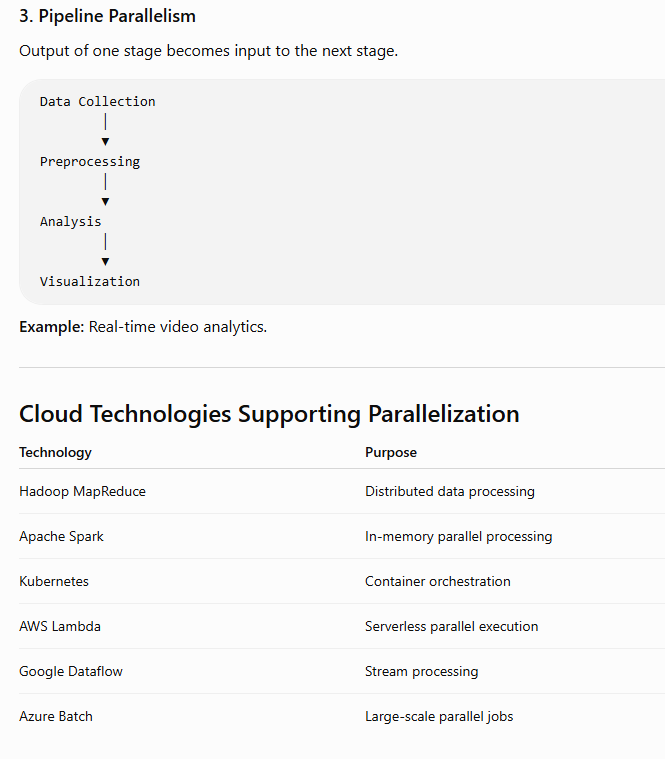 3. Pipeline Parallelism
Output of one stage becomes input to the next stage.
Data Collection
│
▼
Preprocessing
│
▼
Analysis
│
▼
Visualization
Example: Real-time video analytics.
Cloud Technologies Supporting Parallelization
Technology Purpose
Hadoop MapReduce Distributed data processing
Apache Spark In-memory parallel processing
Kubernetes Container orchestration
AWS Lambda Serverless parallel execution
Google Dataflow Stream processing
Azure Batch Large-scale parallel jobs